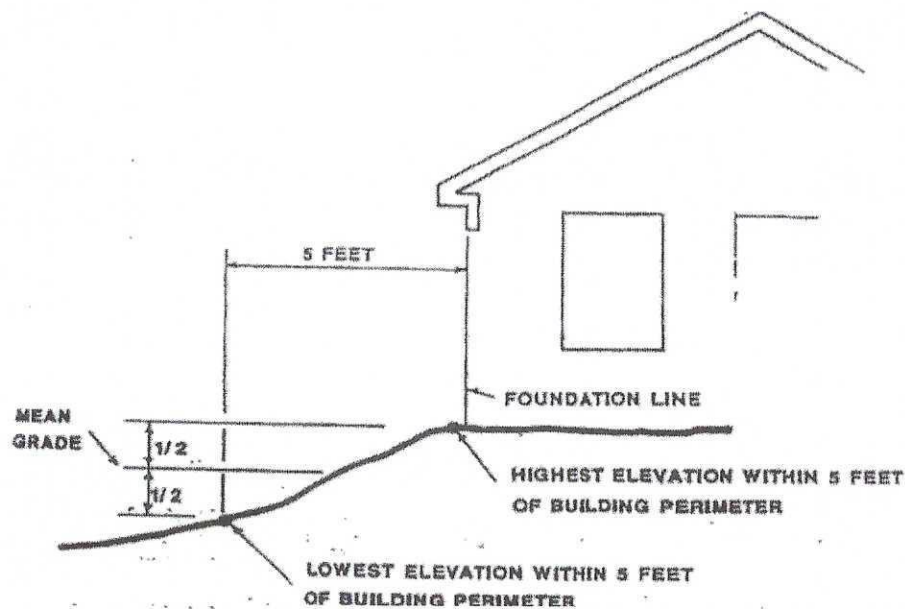 5 FEET
FOUNDATION LINE
MEAN
GRADE
1/2
1/2
HIGHEST ELEVATION WITHIN 5 FEET
OF BUILDING PERIMETER
LOWEST ELEVATION WITHIN 5 FEET
OF BUILDING PERIMETER